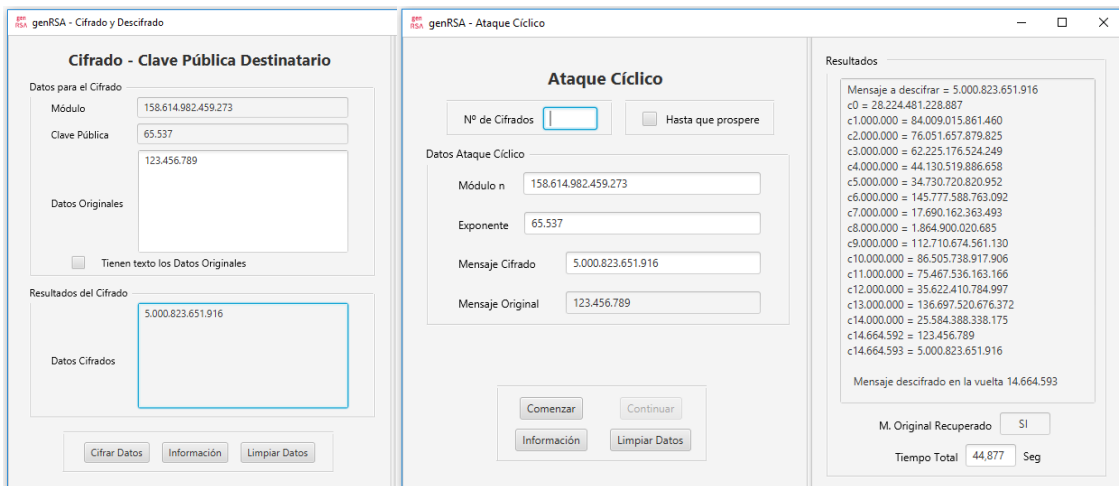 gen RSA genRSA - Cifrado y Descifrado
Cifrado - Clave Pública Destinatario
Datos para el Cifrado
Módulo 158.614.982.459.273
Clave Pública 65.537
Datos Originales 123.456.789
Tienen texto los Datos Originales
Resultados del Cifrado
Datos Cifrados 5.000.823.651.916
Cifrar Datos Información Limpiar Datos
gen RSA genRSA - Ataque Cíclico
Ataque Cíclico
Nº de Cifrados Hasta que prospere
Datos Ataque Cíclico
Módulo n 158.614.982.459.273
Exponente 65.537
Mensaje Cifrado 5.000.823.651.916
Mensaje Original 123.456.789
Comenzar Continuar
Información Limpiar Datos
Resultados
Mensaje a descifrar = 5.000.823.651.916
c0 = 28.224.481.228.887
c1.000.000 = 84.009.015.861.460
c2.000.000 = 76.051.657.879.825
c3.000.000 = 62.225.176.524.249
c4.000.000 = 44.130.519.886.658
c5.000.000 = 34.730.720.820.952
c6.000.000 = 145.777.588.763.092
c7.000.000 = 17.690.162.363.493
c8.000.000 = 1.864.900.020.685
c9.000.000 = 112.710.674.561.130
c10.000.000 = 86.505.738.917.906
c11.000.000 = 75.467.536.163.166
c12.000.000 = 35.622.410.784.997
c13.000.000 = 136.697.520.676.372
c14.000.000 = 25.584.388.338.175
c14.664.592 = 123.456.789
c14.664.593 = 5.000.823.651.916
Mensaje descifrado en la vuelta 14.664.593
M. Original Recuperado SI
Tiempo Total 44,877 Seg